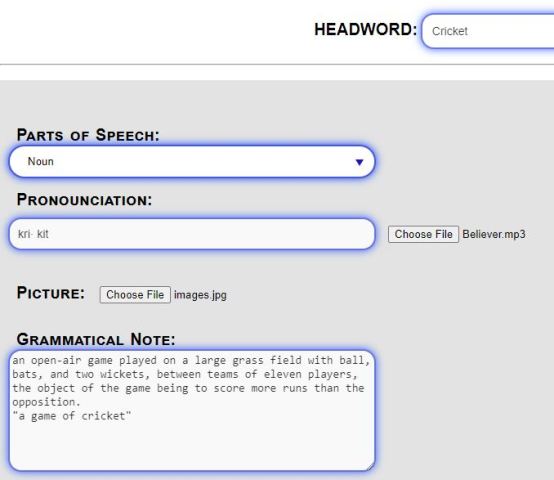 HEADWORD: Cricket
PARTS OF SPEECH:
Noun
PRONOUNCIATION:
kri· kit Choose File Believer.mp3
PICTURE: Choose File images.jpg
GRAMMATICAL NOTE:
an open-air game played on a large grass field with ball,
bats, and two wickets, between teams of eleven players,
the object of the game being to score more runs than the
opposition.
"a game of cricket"